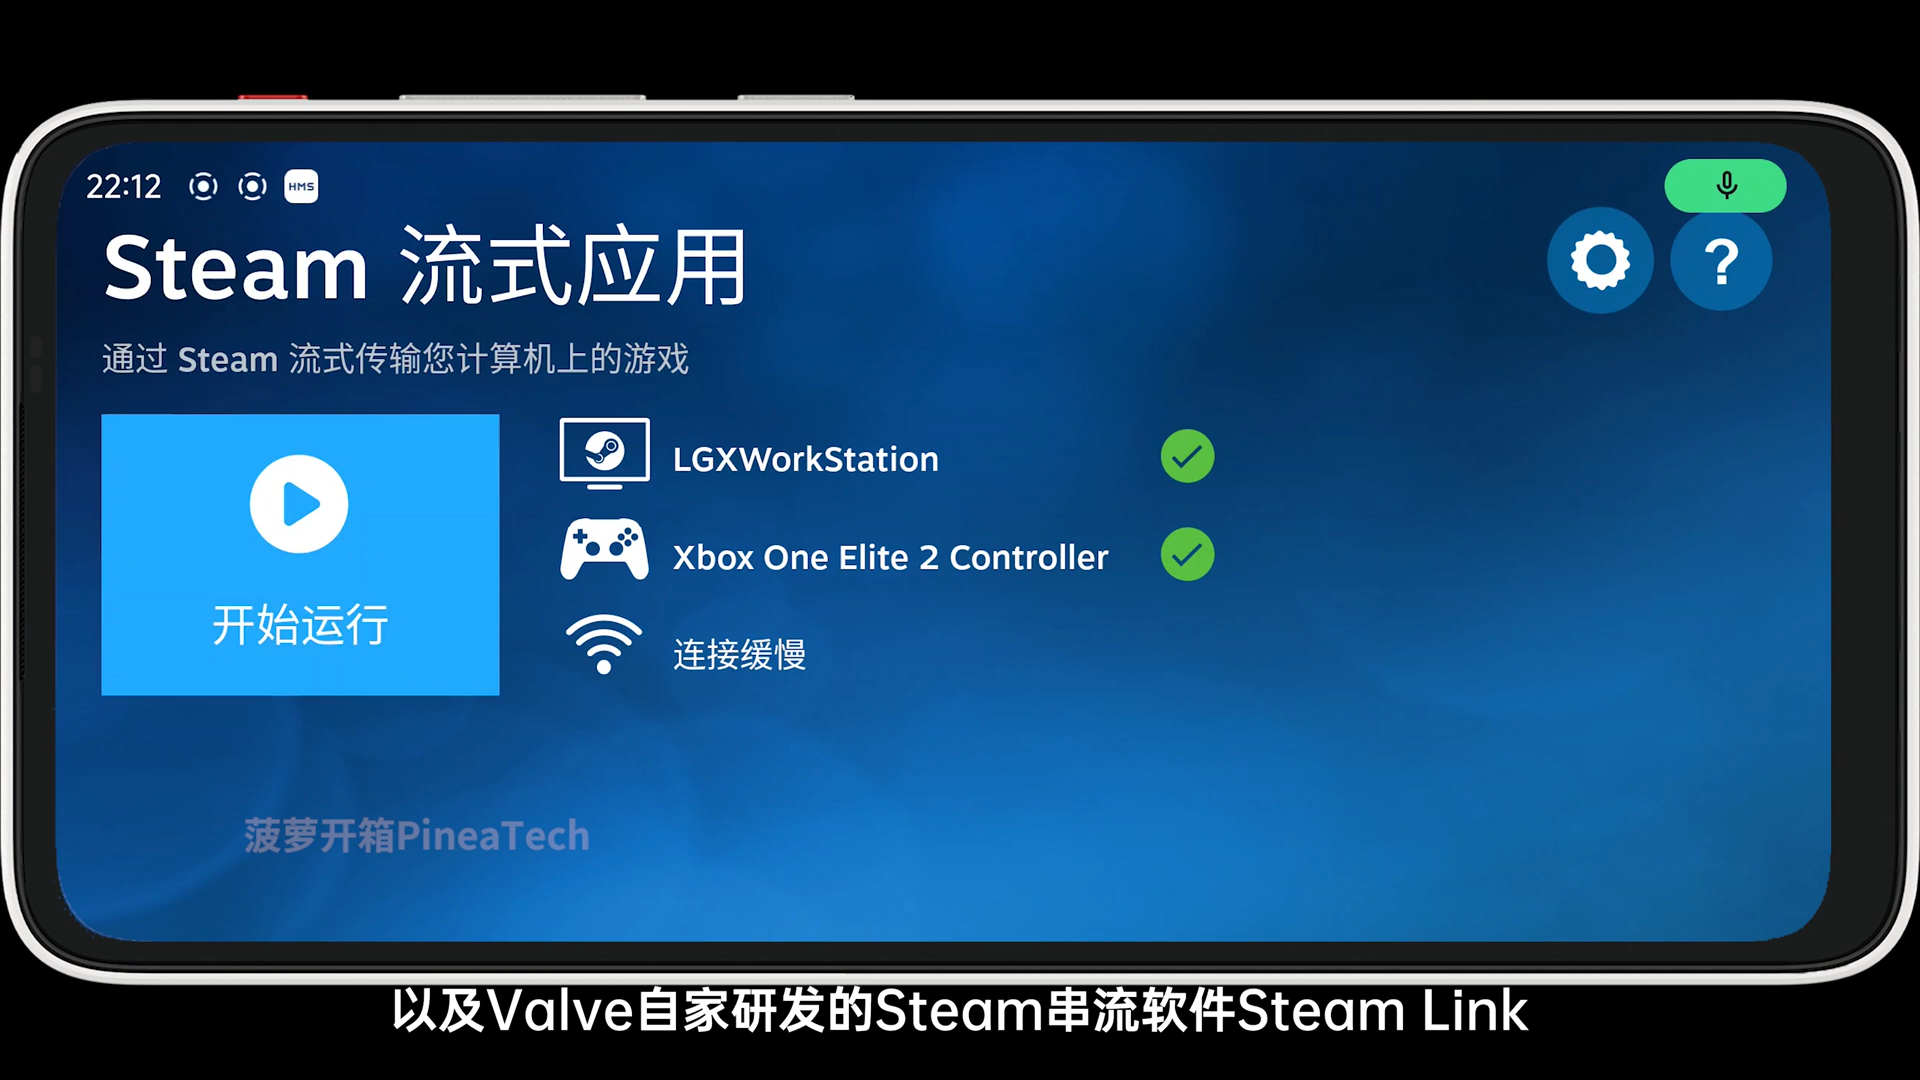 22:12
HMS
Steam 流式应用
?
通过 Steam 流式传输您计算机上的游戏
LGXWorkStation
Xbox One Elite 2 Controller
开始运行
连接缓慢
菠萝开箱PineaTech
以及Valve自家研发的Steam串流软件Steam Link